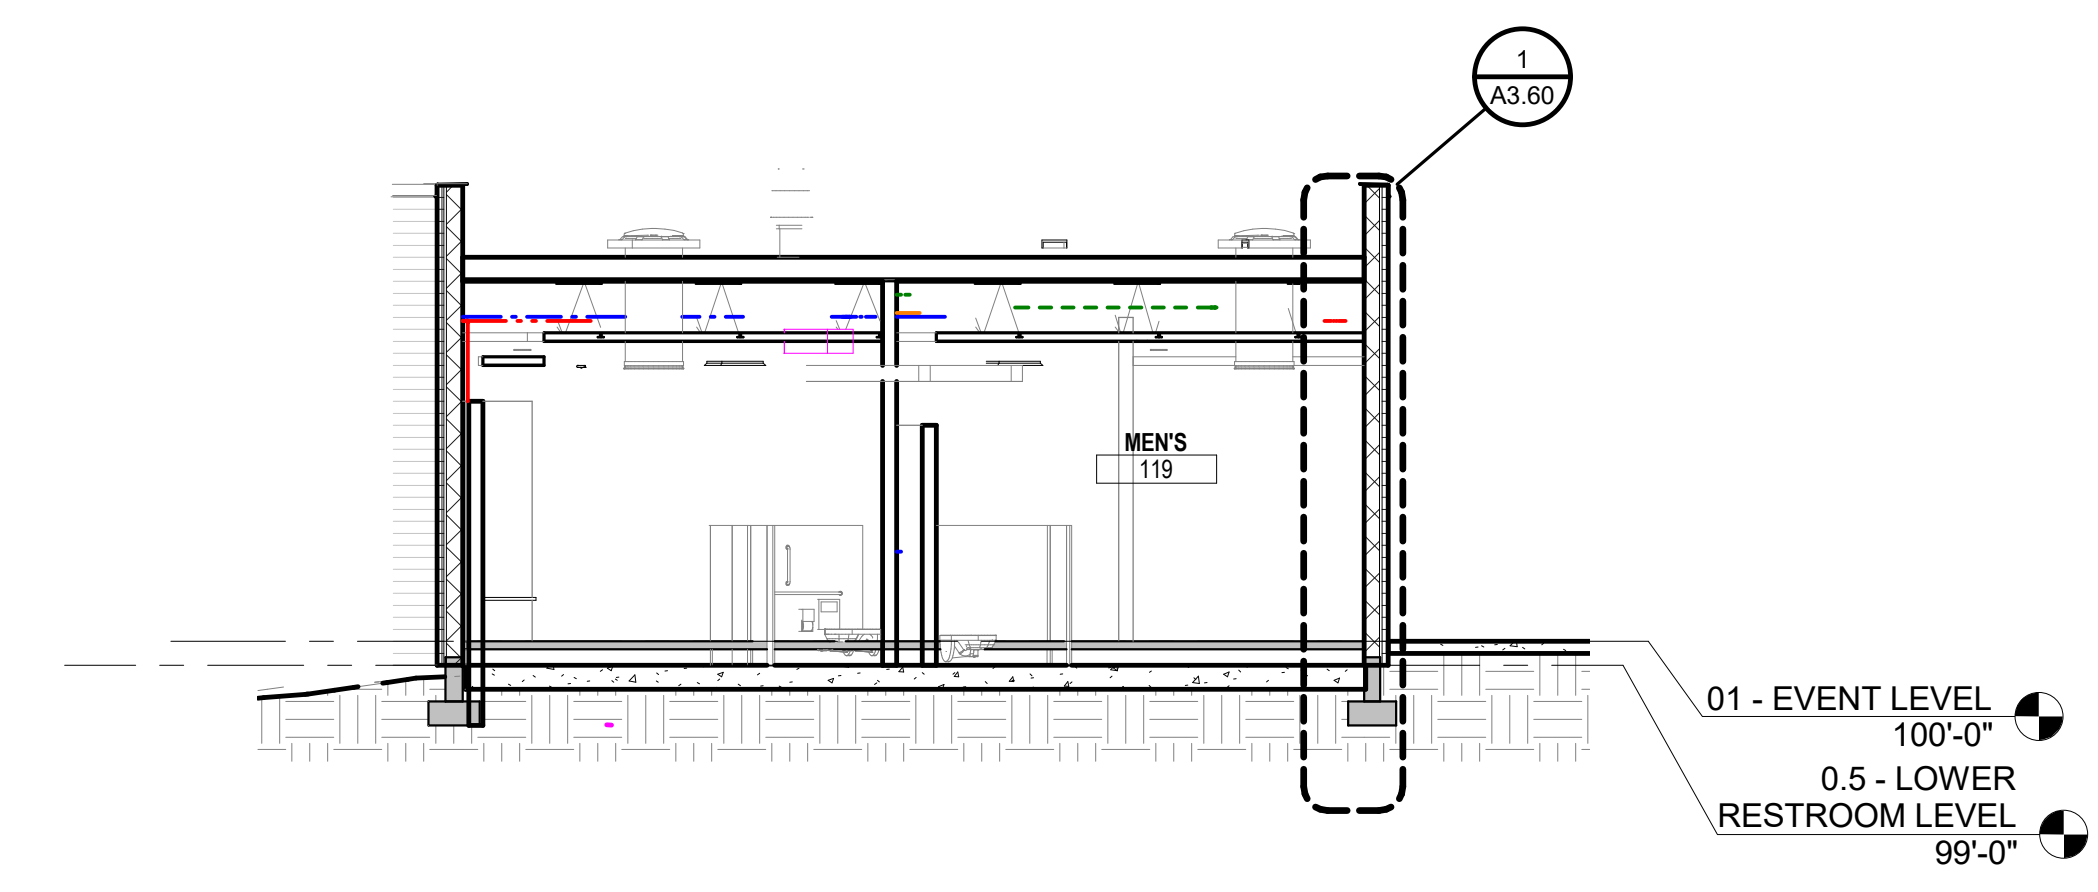 1
A3.60
MEN'S
119
01 - EVENT LEVEL
100'-0"
0.5 - LOWER
RESTROOM LEVEL
99'-0"